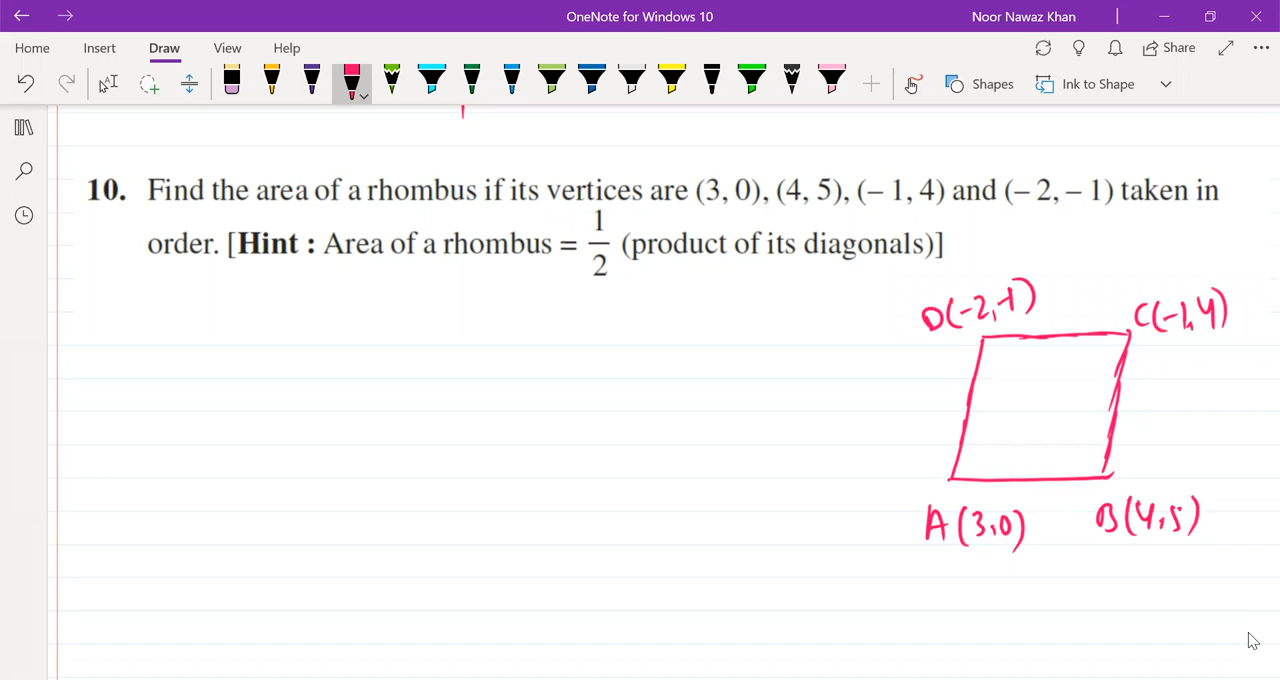 OneNote for Windows 10
Noor Nawaz Khan
Home Insert Draw View Help
Share
Shapes
Ink to Shape
10. Find the area of a rhombus if its vertices are (3, 0), (4, 5), (– 1, 4) and (– 2, – 1) taken in
order. [Hint : Area of a rhombus = 1/2 (product of its diagonals)]
D(-2,-1) C(-1,4)
A(3,0) B(4,5)